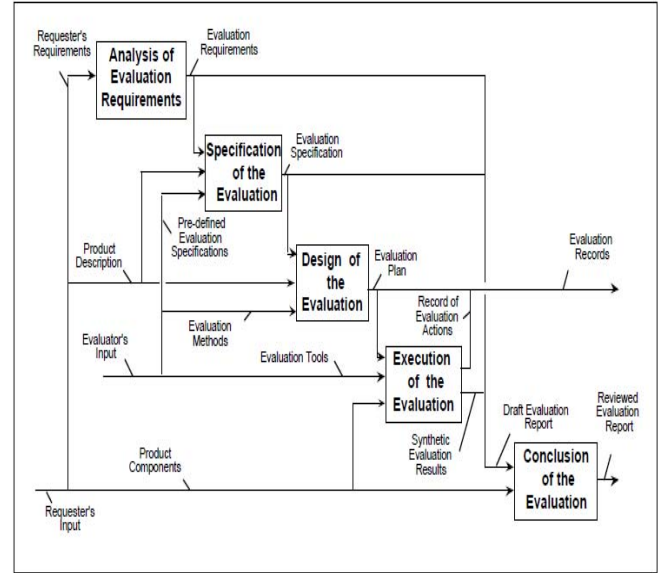 Requester's
Requirements
Evaluation
Requirements
Analysis of
Evaluation
Requirements
Specification
of the
Evaluation
Evaluation
Specification
Pre-defined
Evaluation
Specifications
Product
Description
Design of
the
Evaluation
Evaluation
Plan
Evaluation
Records
Record of
Evaluation
Actions
Evaluation
Methods
Evaluator's
Input
Evaluation Tools
Execution
of the
Evaluation
Synthetic
Evaluation
Results
Draft Evaluation
Report
Reviewed
Evaluation
Report
Product
Components
Conclusion
of the
Evaluation
Requester's
Input